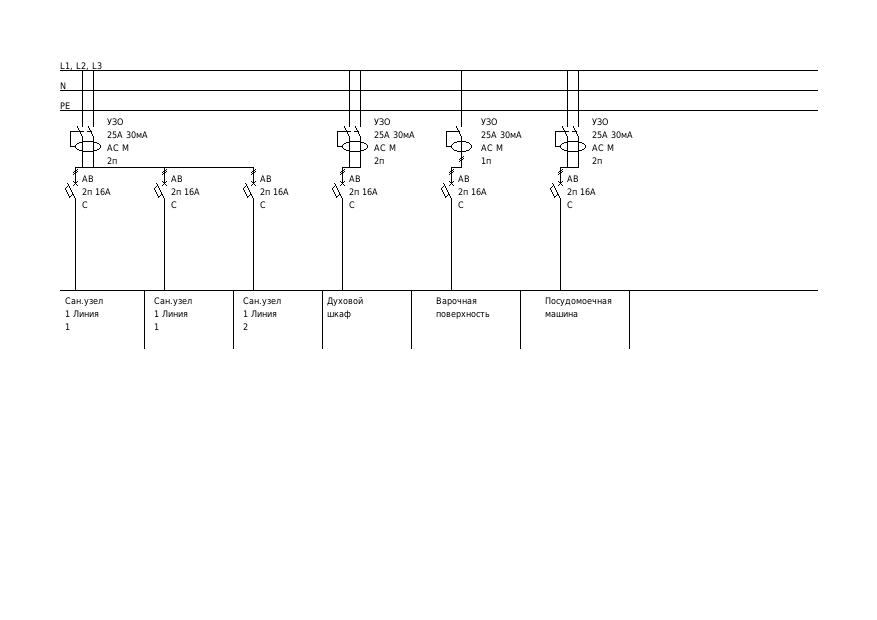 L1, L2, L3
N
PE
УЗО
25А 30мА
АС М
2п
УЗО
25А 30мА
АС М
2п
УЗО
25А 30мА
АС М
1п
УЗО
25А 30мА
АС М
2п
АВ
2п 16А
С
АВ
2п 16А
С
АВ
2п 16А
С
АВ
2п 16А
С
АВ
2п 16А
С
АВ
2п 16А
С
Сан.узел
1 Линия
1
Сан.узел
1 Линия
1
Сан.узел
1 Линия
2
Духовой
шкаф
Варочная
поверхность
Посудомоечная
машина